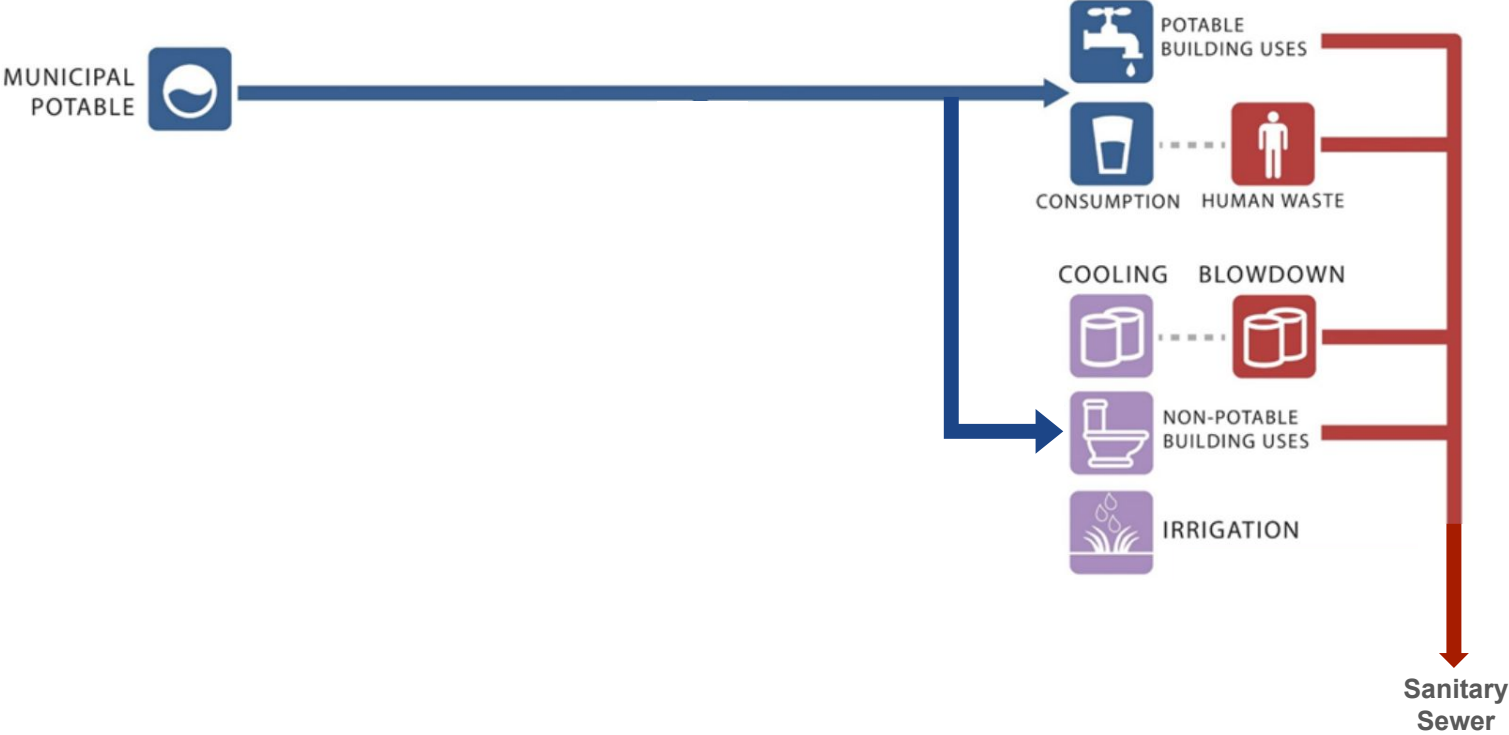 MUNICIPAL
POTABLE
POTABLE
BUILDING USES
CONSUMPTION
HUMAN WASTE
COOLING
BLOWDOWN
NON-POTABLE
BUILDING USES
IRRIGATION
Sanitary
Sewer